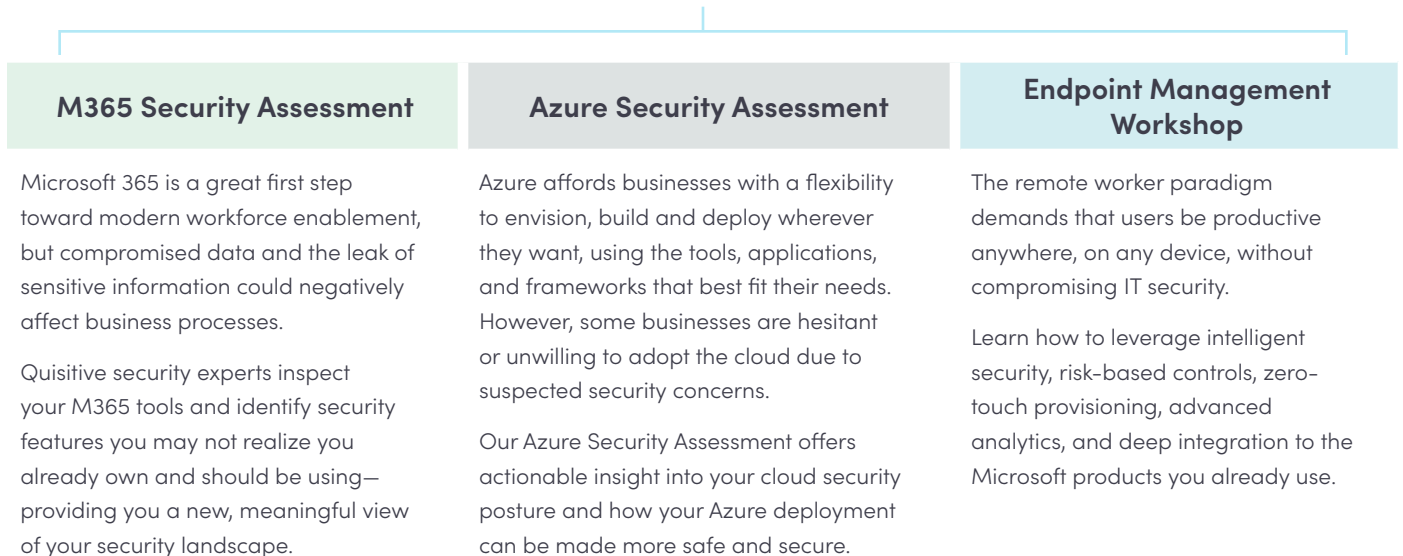 M365 Security Assessment
Microsoft 365 is a great first step
toward modern workforce enablement,
but compromised data and the leak of
sensitive information could negatively
affect business processes.
Quisitive security experts inspect
your M365 tools and identify security
features you may not realize you
already own and should be using—
providing you a new, meaningful view
of your security landscape.
Azure Security Assessment
Azure affords businesses with a flexibility
to envision, build and deploy wherever
they want, using the tools, applications,
and frameworks that best fit their needs.
However, some businesses are hesitant
or unwilling to adopt the cloud due to
suspected security concerns.
Our Azure Security Assessment offers
actionable insight into your cloud security
posture and how your Azure deployment
can be made more safe and secure.
Endpoint Management
Workshop
The remote worker paradigm
demands that users be productive
anywhere, on any device, without
compromising IT security.
Learn how to leverage intelligent
security, risk-based controls, zero-
touch provisioning, advanced
analytics, and deep integration to the
Microsoft products you already use.